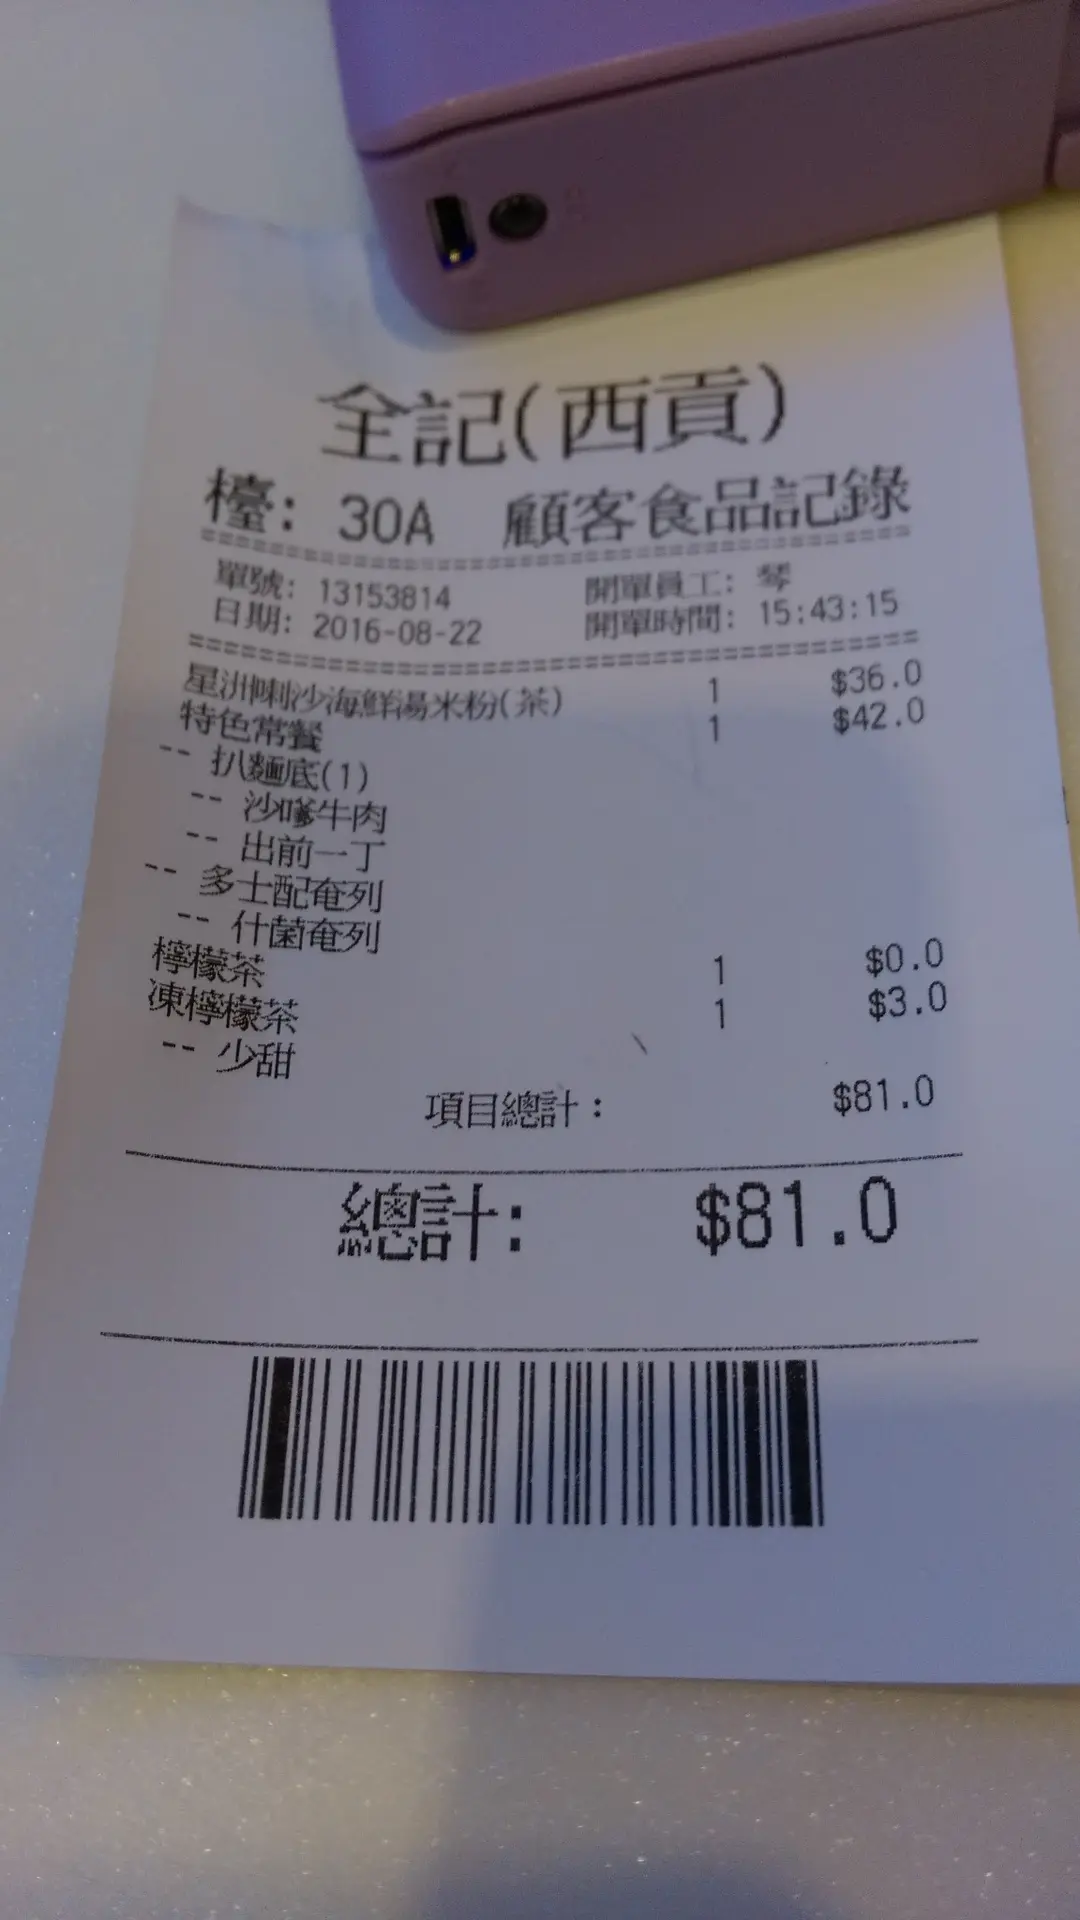 全記(西貢)
檯: 30A 顧客食品記錄
單號: 13153814 開單員工: 琴
日期: 2016-08-22 開單時間: 15:43:15
星洲喇沙海鮮湯米粉(茶) 1 $36.0
特色常餐 1 $42.0
-- 扒麵底(1)
-- 沙嗲牛肉
-- 出前一丁
-- 多士配奄列
-- 什菌奄列
檸檬茶 1 $0.0
凍檸檬茶 1 $3.0
-- 少甜
項目總計: $81.0
總計: $81.0